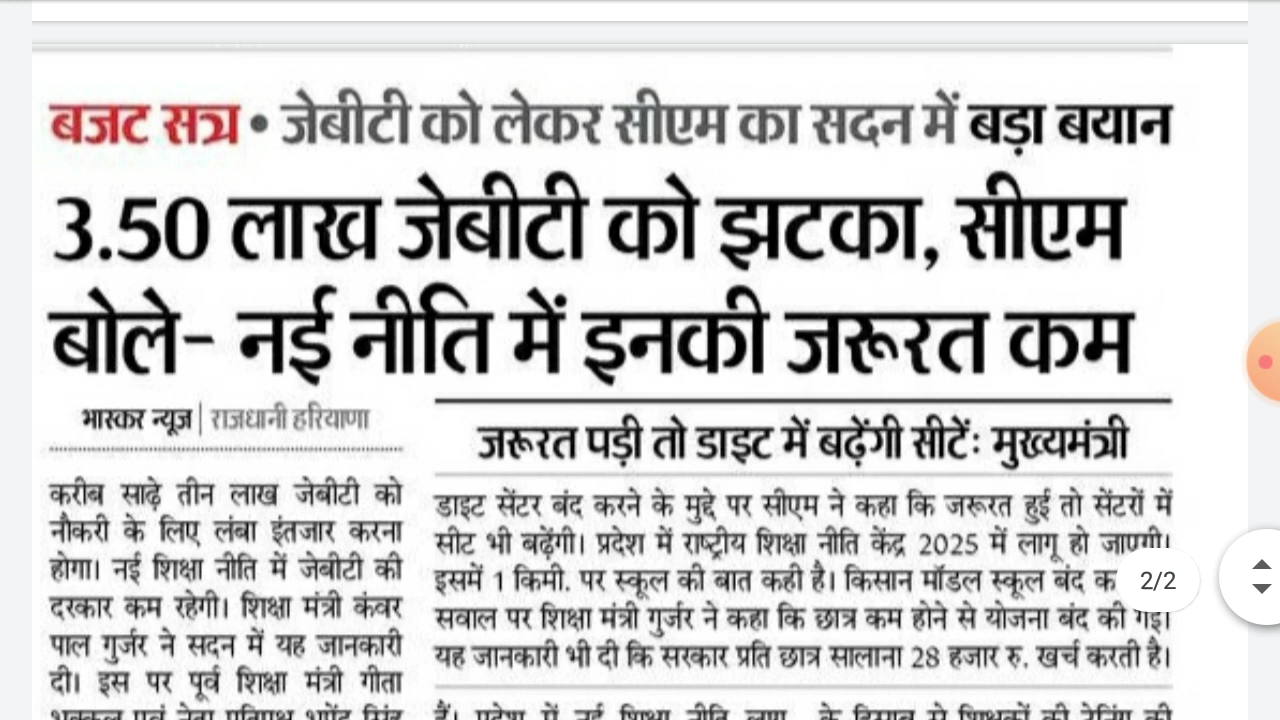 बजट सत्र • जेबीटी को लेकर सीएम का सदन में बड़ा बयान
3.50 लाख जेबीटी को झटका, सीएम
बोले- नई नीति में इनकी जरूरत कम
भास्कर न्यूज | राजधानी हरियाणा
करीब साढ़े तीन लाख जेबीटी को
नौकरी के लिए लंबा इंतजार करना
होगा। नई शिक्षा नीति में जेबीटी की
दरकार कम रहेगी। शिक्षा मंत्री कंवर
पाल गुर्जर ने सदन में यह जानकारी
दी। इस पर पूर्व शिक्षा मंत्री गीता
जरूरत पड़ी तो डाइट में बढ़ेंगी सीटें: मुख्यमंत्री
डाइट सेंटर बंद करने के मुद्दे पर सीएम ने कहा कि जरूरत हुई तो सेंटरों में
सीट भी बढ़ेंगी। प्रदेश में राष्ट्रीय शिक्षा नीति केंद्र 2025 में लागू हो जाएगी।
इसमें 1 किमी. पर स्कूल की बात कही है। किसान मॉडल स्कूल बंद क
सवाल पर शिक्षा मंत्री गुर्जर ने कहा कि छात्र कम होने से योजना बंद की गई।
यह जानकारी भी दी कि सरकार प्रति छात्र सालाना 28 हजार रु. खर्च करती है।
2/2